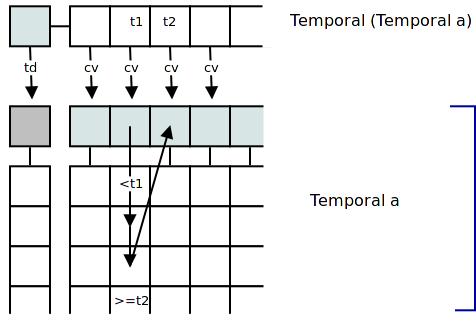 t1 t2 Temporal (Temporal a)
td cv cv cv cv
<t1
Temporal a
>=t2